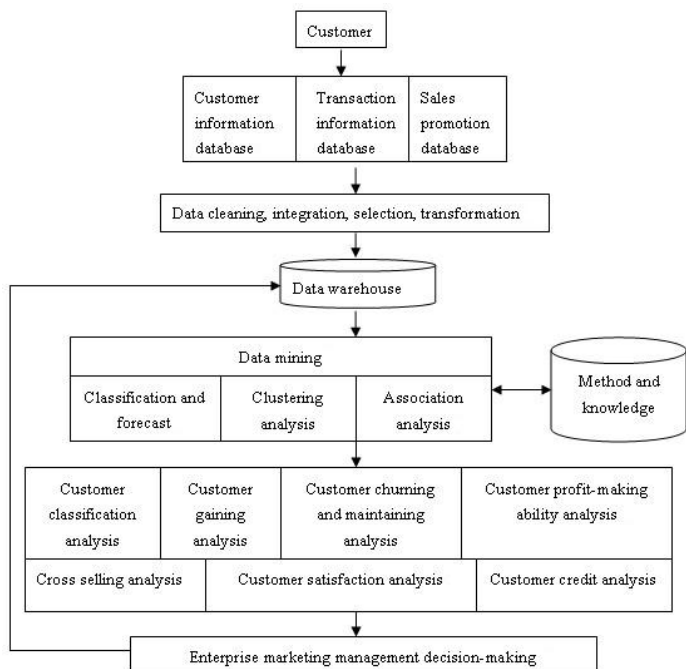 Customer
Customer
information
database
Transaction
information
database
Sales
promotion
database
Data cleaning, integration, selection, transformation
Data warehouse
Data mining
Classification and
forecast
Clustering
analysis
Association
analysis
Method and
knowledge
Customer
classification
analysis
Customer
gaining
analysis
Customer churning
and maintaining
analysis
Customer profit-making
ability analysis
Cross selling analysis
Customer satisfaction analysis
Customer credit analysis
Enterprise marketing management decision-making